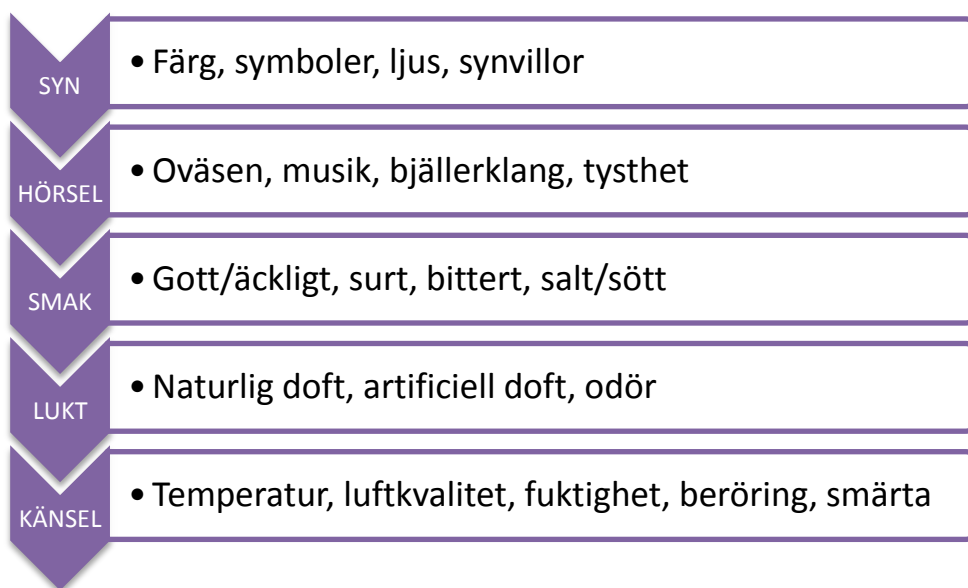 SYN
• Färg, symboler, ljus, synvillor
HÖRSEL
• Oväsen, musik, bjällerklang, tysthet
SMAK
• Gott/äckligt, surt, bittert, salt/sött
LUKT
• Naturlig doft, artificiell doft, odör
KÄNSEL
• Temperatur, luftkvalitet, fuktighet, beröring, smärta